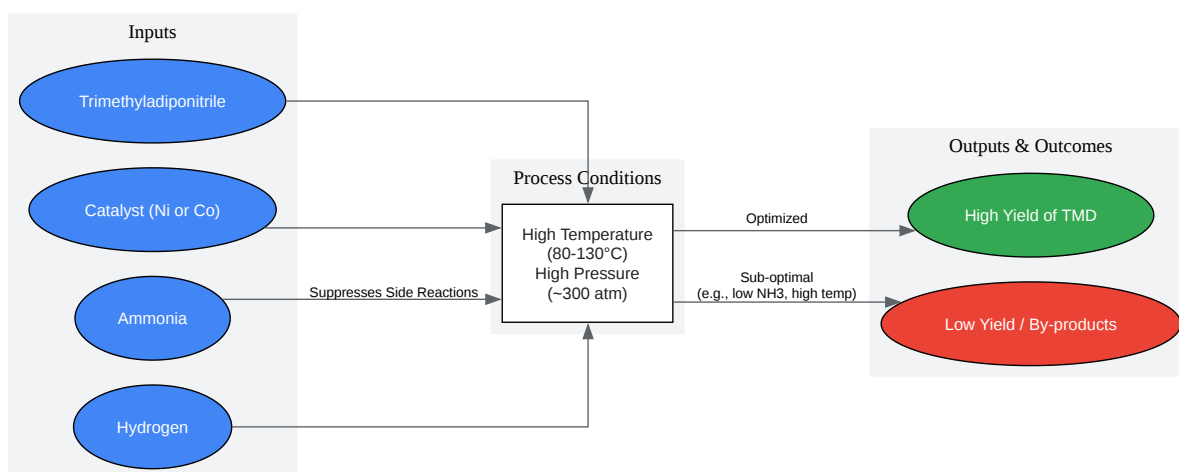 Inputs
Trimethyladiponitrile
Catalyst (Ni or Co)
Ammonia
Hydrogen
Suppresses Side Reactions
Process Conditions
High Temperature
(80-130°C)
High Pressure
(~300 atm)
Optimized
Sub-optimal
(e.g., low NH3, high temp)
Outputs & Outcomes
High Yield of TMD
Low Yield / By-products